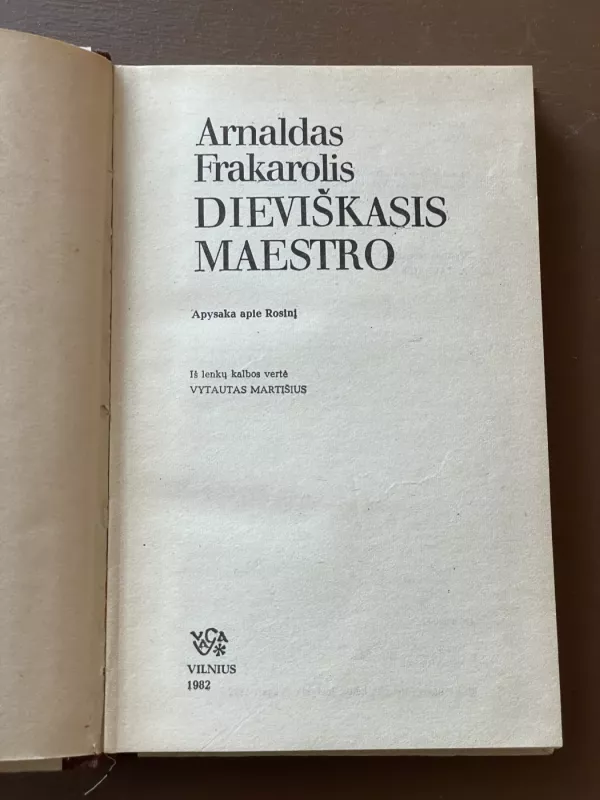 Arnaldas
Frakarolis
DIEVIŠKASIS
MAESTRO
Apysaka apie Rosinį
Iš lenkų kalbos vertė
VYTAUTAS MARTIŠIUS
VAGA
VILNIUS
1982